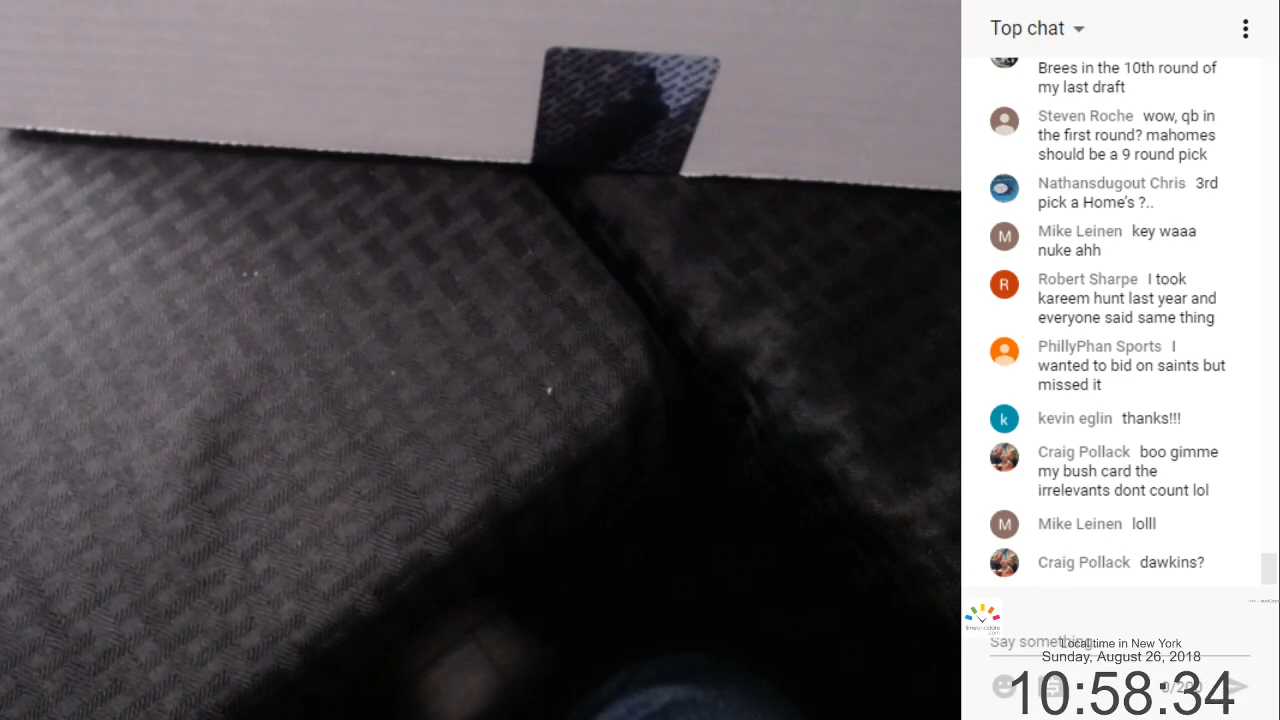 Top chat
Brees in the 10th round of
my last draft
Steven Roche wow, qb in
the first round? mahomes
should be a 9 round pick
Nathansdugout Chris 3rd
pick a Home's ?..
M
Mike Leinen key waaa
nuke ahh
R
Robert Sharpe I took
kareem hunt last year and
everyone said same thing
PhillyPhan Sports I
wanted to bid on saints but
missed it
k
kevin eglin thanks!!!
Craig Pollack boo gimme
my bush card the
irrelevants dont count lol
M
Mike Leinen lolll
Craig Pollack dawkins?
Say something...
Local time in New York
Sunday, August 26, 2018
10:58:34